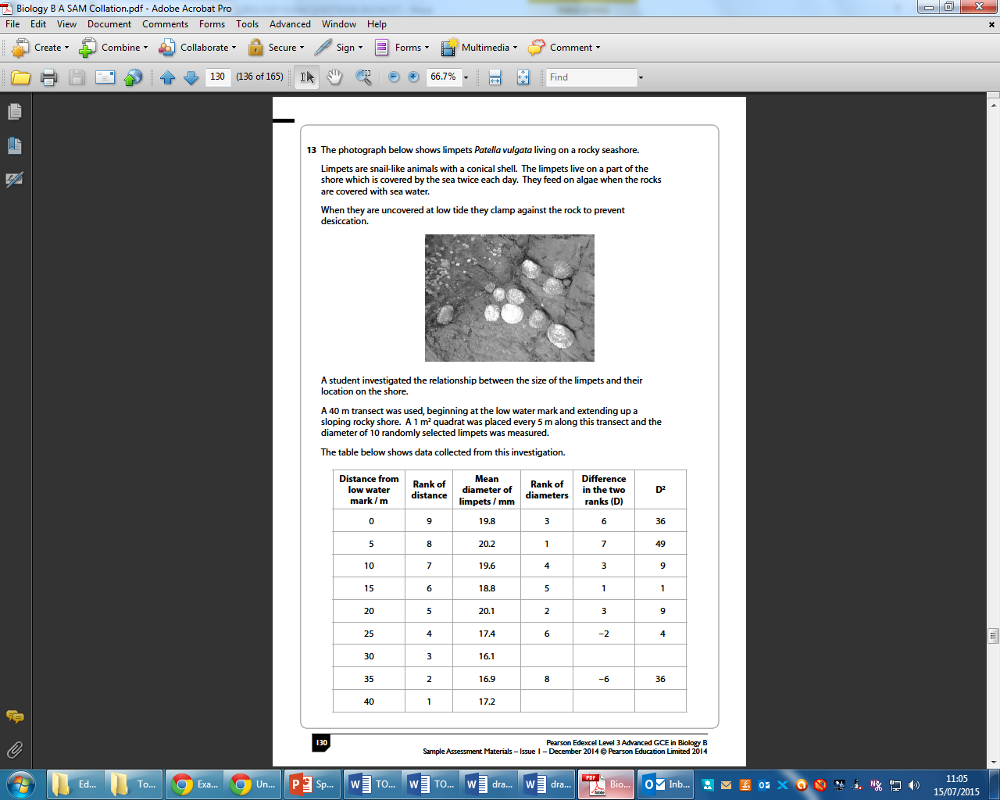 Biology B A SAM Collation.pdf - Adobe Acrobat Pro
File Edit View Document Comments Forms Tools Advanced Window Help
Create Combine Collaborate Secure Sign Forms Multimedia Comment
130 (136 of 165) 66.7% Find
13 The photograph below shows limpets Patella vulgata living on a rocky seashore.
Limpets are snail-like animals with a conical shell. The limpets live on a part of the
shore which is covered by the sea twice each day. They feed on algae when the rocks
are covered with sea water.
When they are uncovered at low tide they clamp against the rock to prevent
desiccation.
A student investigated the relationship between the size of the limpets and their
location on the shore.
A 40 m transect was used, beginning at the low water mark and extending up a
sloping rocky shore. A 1 m² quadrat was placed every 5 m along this transect and the
diameter of 10 randomly selected limpets was measured.
The table below shows data collected from this investigation.
Distance from low water mark / m Rank of distance Mean diameter of limpets / mm Rank of diameters Difference in the two ranks (D) D²
0 9 19.8 3 6 36
5 8 20.2 1 7 49
10 7 19.6 4 3 9
15 6 18.8 5 1 1
20 5 20.1 2 3 9
25 4 17.4 6 –2 4
30 3 16.1
35 2 16.9 8 –6 36
40 1 17.2
130
Pearson Edexcel Level 3 Advanced GCE in Biology B
Sample Assessment Materials – Issue 1 – December 2014 © Pearson Education Limited 2014
Ed... To... Exa... Un... Sp... TO... TO... dra... dra... Bio... Inb...
11:05
15/07/2015